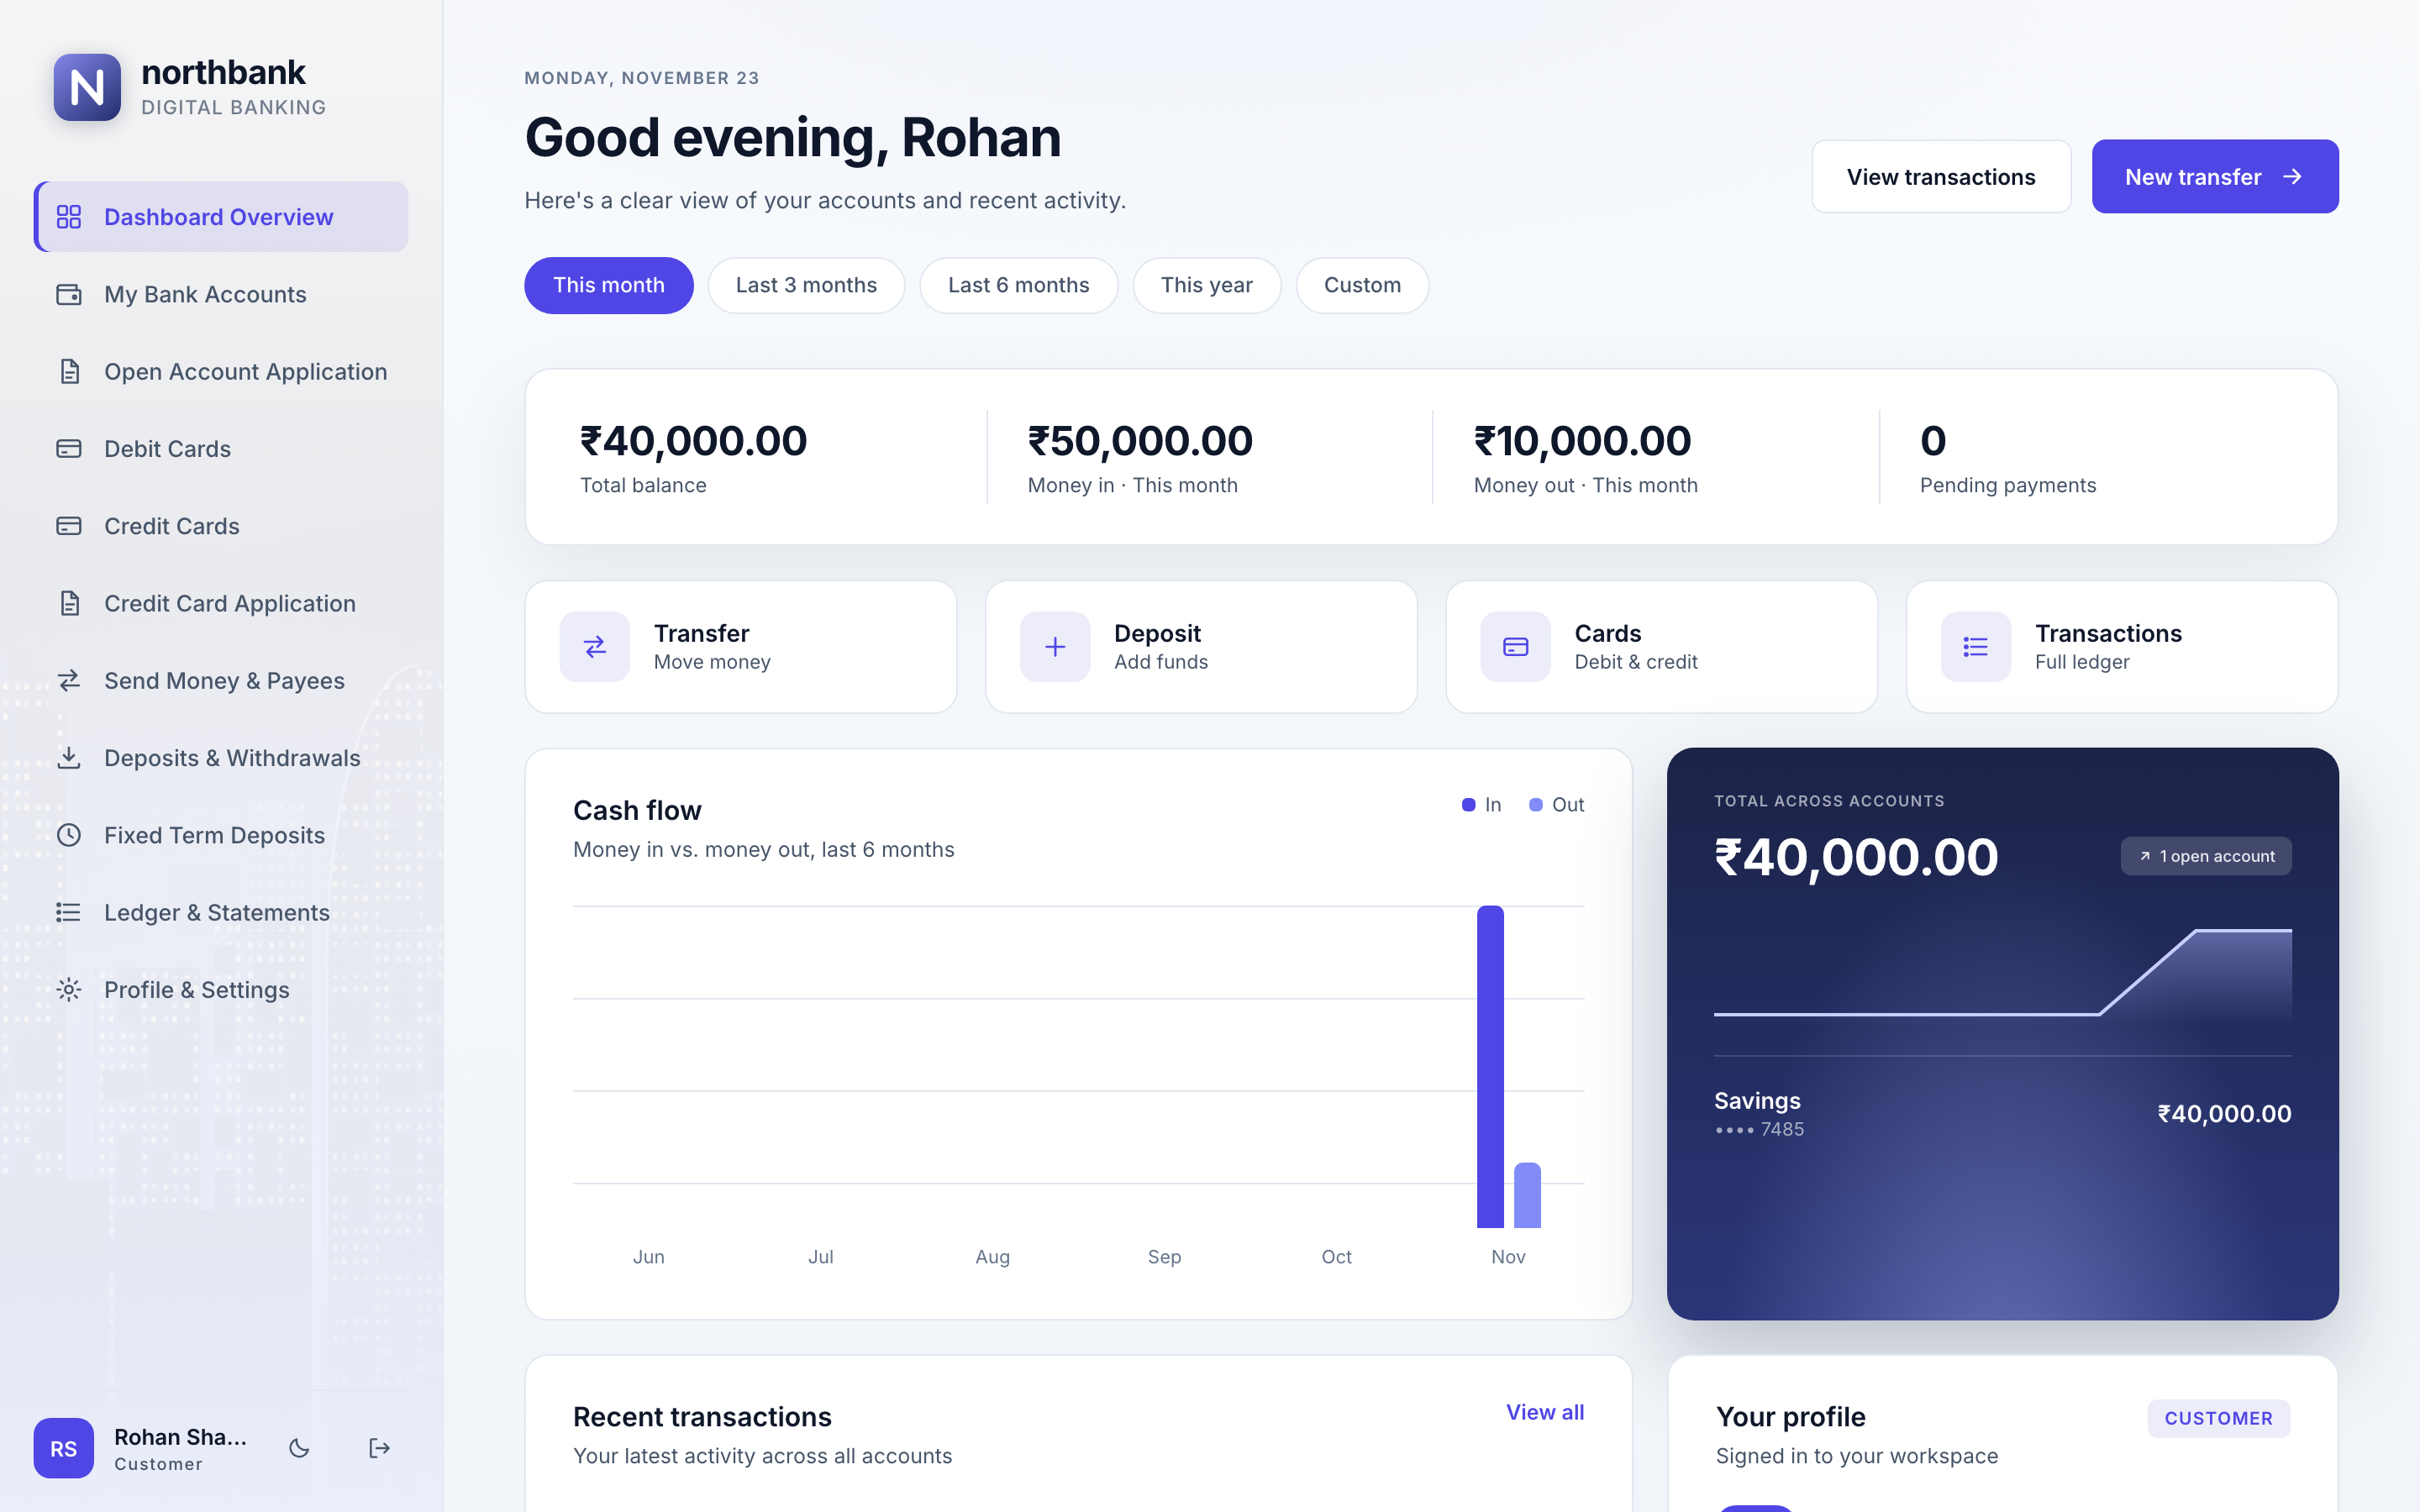 northbank
DIGITAL BANKING
Dashboard Overview
My Bank Accounts
Open Account Application
Debit Cards
Credit Cards
Credit Card Application
Send Money & Payees
Deposits & Withdrawals
Fixed Term Deposits
Ledger & Statements
Profile & Settings
RS
Rohan Sha...
Customer
MONDAY, NOVEMBER 23
Good evening, Rohan
Here's a clear view of your accounts and recent activity.
View transactions
New transfer
This month
Last 3 months
Last 6 months
This year
Custom
₹40,000.00
Total balance
₹50,000.00
Money in · This month
₹10,000.00
Money out · This month
0
Pending payments
Transfer
Move money
Deposit
Add funds
Cards
Debit & credit
Transactions
Full ledger
Cash flow
Money in vs. money out, last 6 months
In
Out
Jun
Jul
Aug
Sep
Oct
Nov
TOTAL ACROSS ACCOUNTS
₹40,000.00
1 open account
Savings
•••• 7485
₹40,000.00
Recent transactions
Your latest activity across all accounts
View all
Your profile
Signed in to your workspace
CUSTOMER